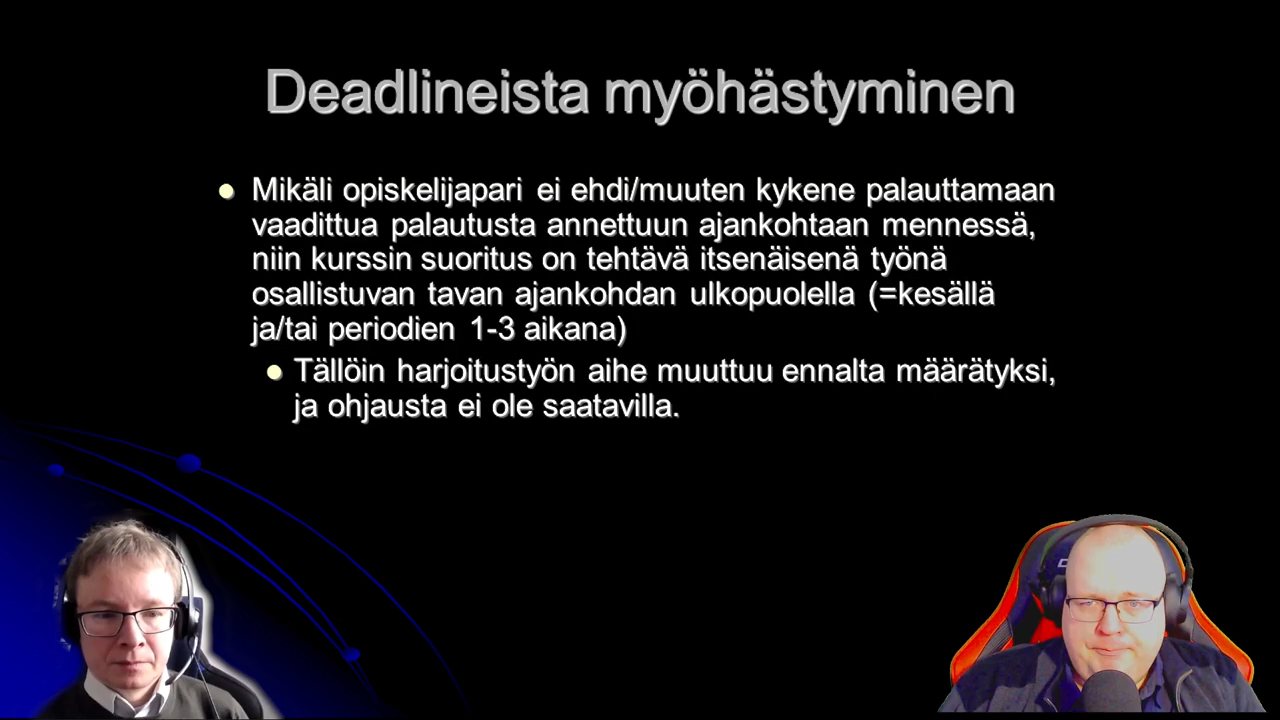 Deadlineista myöhästyminen
Mikäli opiskelijapari ei ehdi/muuten kykene palauttamaan
vaadittua palautusta annettuun ajankohtaan mennessä,
niin kurssin suoritus on tehtävä itsenäisenä työnä
osallistuvan tavan ajankohdan ulkopuolella (=kesällä
ja/tai periodien 1-3 aikana)
Tällöin harjoitustyön aihe muuttuu ennalta määrätyksi,
ja ohjausta ei ole saatavilla.